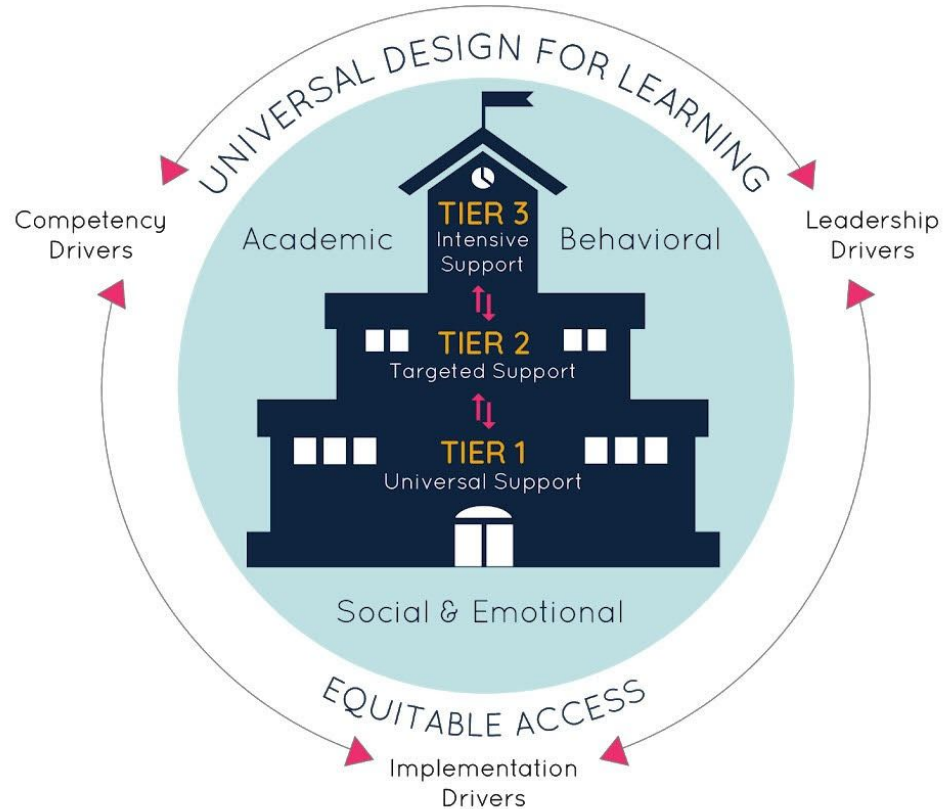 UNIVERSAL DESIGN FOR LEARNING
Competency
Drivers
Leadership
Drivers
Academic
Behavioral
TIER 3
Intensive
Support
TIER 2
Targeted Support
TIER 1
Universal Support
Social & Emotional
EQUITABLE ACCESS
Implementation
Drivers